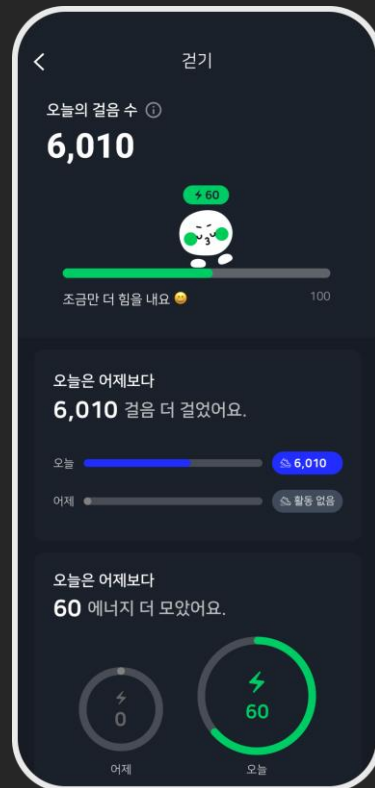 걷기
오늘의 걸음 수
6,010
60
조금만 더 힘을 내요
100
오늘은 어제보다
6,010 걸음 더 걸었어요.
오늘 6,010
어제 활동 없음
오늘은 어제보다
60 에너지 더 모았어요.
0
60
어제
오늘